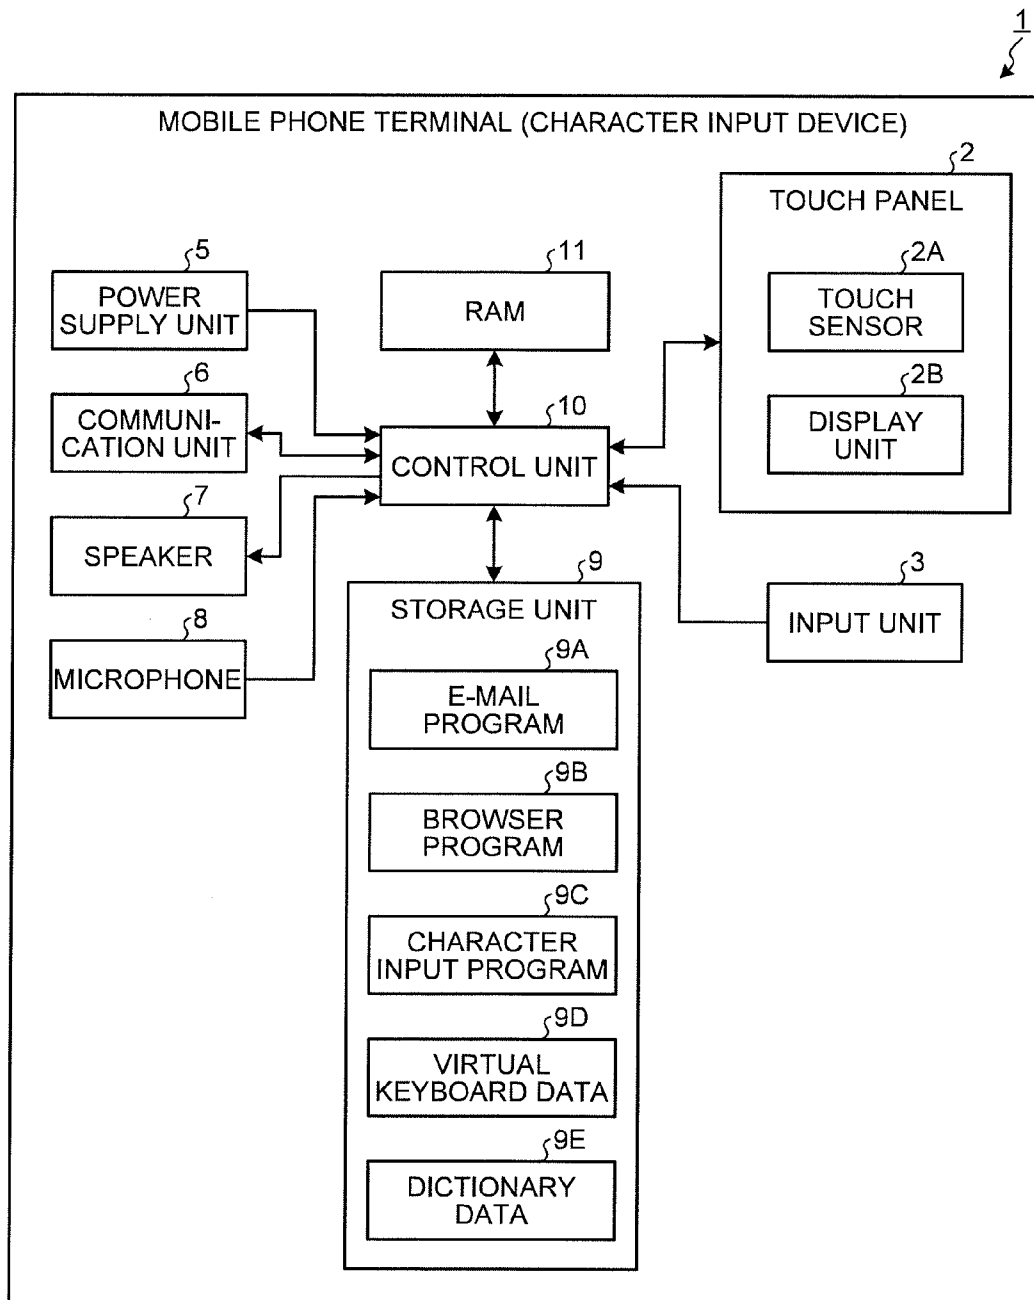 1
MOBILE PHONE TERMINAL (CHARACTER INPUT DEVICE)
2
TOUCH PANEL
2A
TOUCH
SENSOR
2B
DISPLAY
UNIT
5
POWER
SUPPLY UNIT
11
RAM
6
COMMUNI-
CATION UNIT
10
CONTROL UNIT
7
SPEAKER
8
MICROPHONE
3
INPUT UNIT
9
STORAGE UNIT
9A
E-MAIL
PROGRAM
9B
BROWSER
PROGRAM
9C
CHARACTER
INPUT PROGRAM
9D
VIRTUAL
KEYBOARD DATA
9E
DICTIONARY
DATA